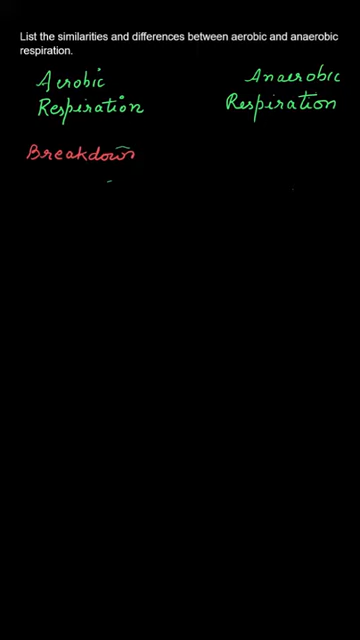 List the similarities and differences between aerobic and anaerobic
respiration.
Aerobic
Respiration
Anaerobic
Respiration
Breakdown